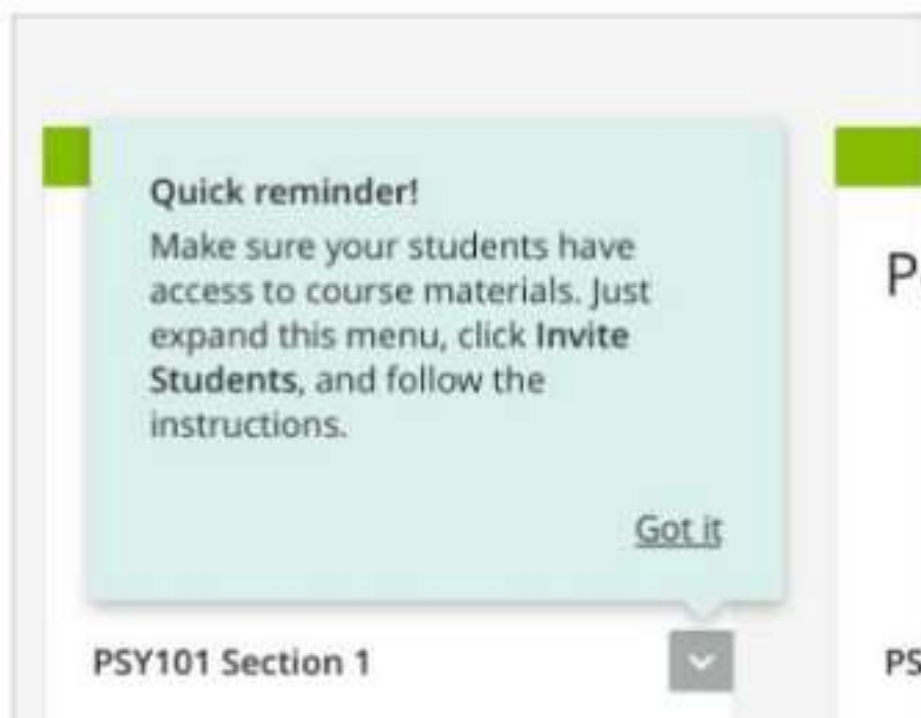 Quick reminder!
Make sure your students have
access to course materials. Just
expand this menu, click Invite
Students, and follow the
instructions.
Got it
PSY101 Section 1